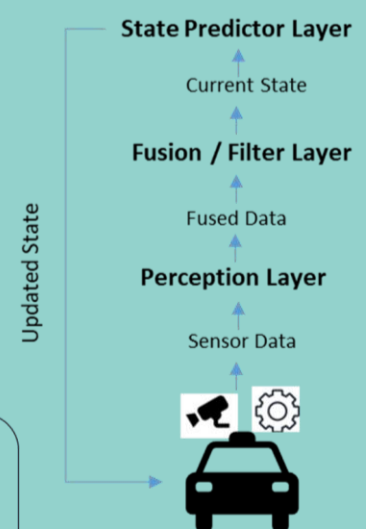 State Predictor Layer
Current State
Fusion / Filter Layer
Fused Data
Updated State
Perception Layer
Sensor Data